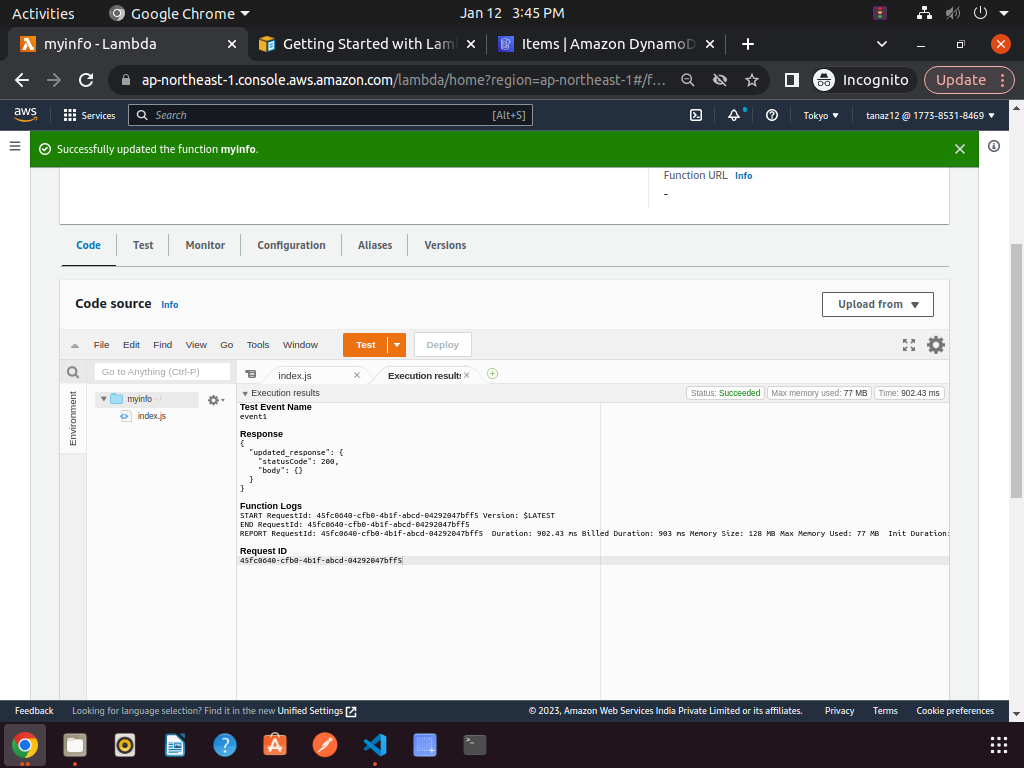 Activities
Google Chrome
Jan 12 3:45 PM
myinfo - Lambda
Getting Started with Lam
Items | Amazon DynamoD
ap-northeast-1.console.aws.amazon.com/lambda/home?region=ap-northeast-1#/f...
Incognito
Update
aws
Services
Search
[Alt+S]
Tokyo
tanaz12 @ 1773-8531-8469
Successfully updated the function myinfo.
Function URL Info
-
Code
Test
Monitor
Configuration
Aliases
Versions
Code source Info
Upload from
File Edit Find View Go Tools Window
Test
Deploy
Go to Anything (Ctrl-P)
index.js
Execution results
Environment
myinfo - /
index.js
Execution results
Status: Succeeded
Max memory used: 77 MB
Time: 902.43 ms
Test Event Name
event1
Response
{
"updated_response": {
"statusCode": 200,
"body": {}
}
}
Function Logs
START RequestId: 45fc0640-cfb0-4b1f-abcd-04292047bff5 Version: $LATEST
END RequestId: 45fc0640-cfb0-4b1f-abcd-04292047bff5
REPORT RequestId: 45fc0640-cfb0-4b1f-abcd-04292047bff5 Duration: 902.43 ms Billed Duration: 903 ms Memory Size: 128 MB Max Memory Used: 77 MB Init Duration:
Request ID
45fc0640-cfb0-4b1f-abcd-04292047bff5
Feedback
Looking for language selection? Find it in the new Unified Settings
© 2023, Amazon Web Services India Private Limited or its affiliates.
Privacy
Terms
Cookie preferences